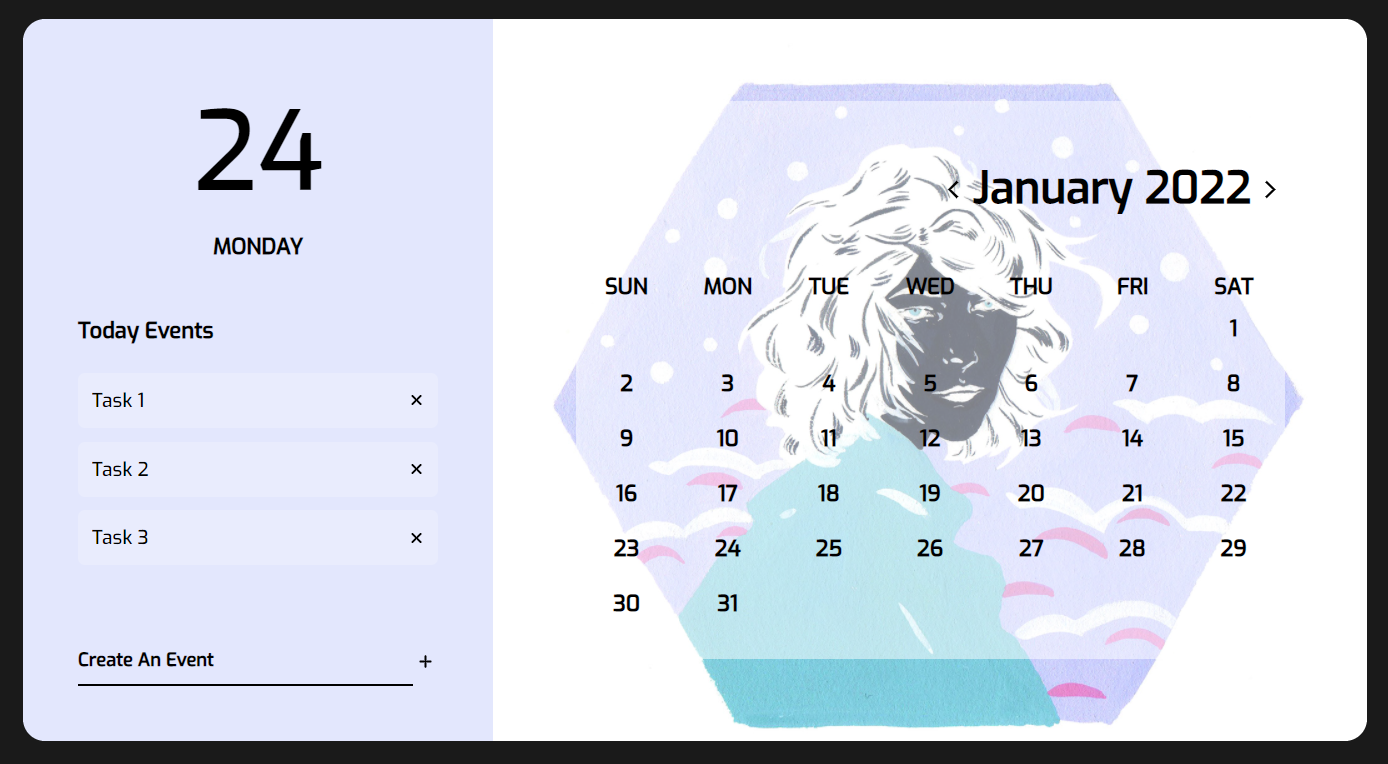 24
MONDAY
Today Events
Task 1 ×
Task 2 ×
Task 3 ×
Create An Event +
‹ January 2022 ›
SUN MON TUE WED THU FRI SAT
1
2 3 4 5 6 7 8
9 10 11 12 13 14 15
16 17 18 19 20 21 22
23 24 25 26 27 28 29
30 31